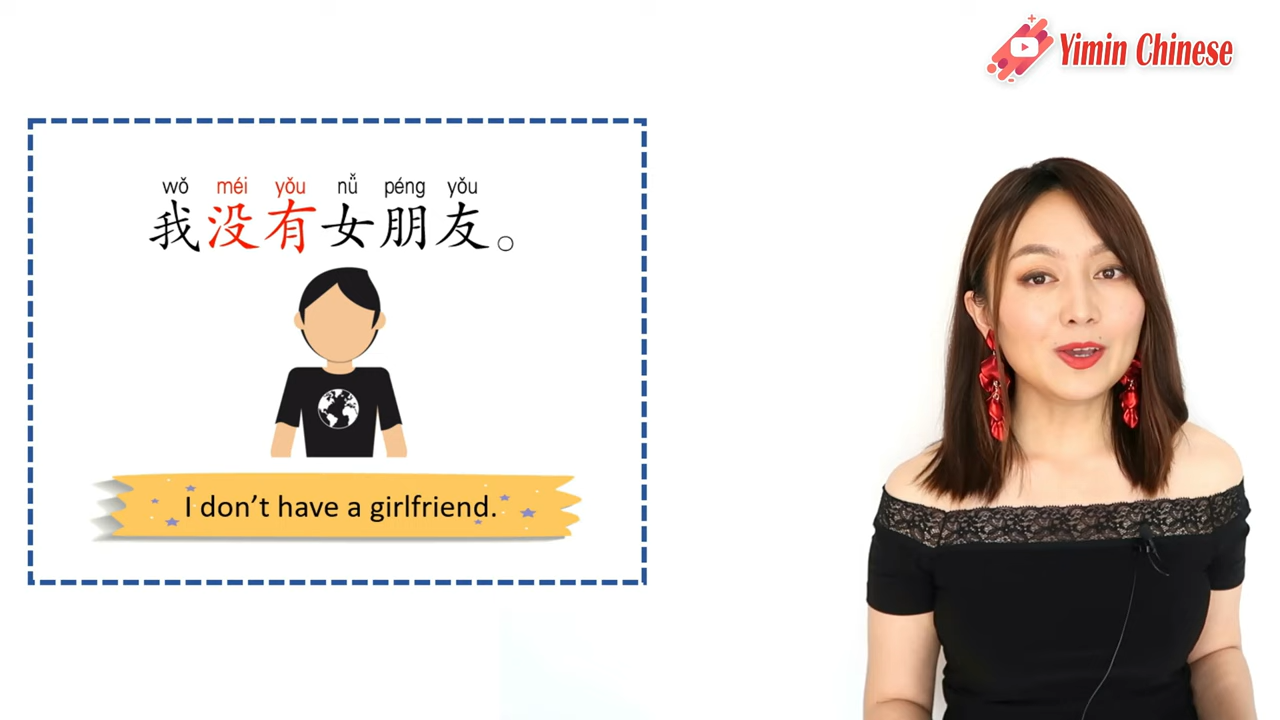 Yimin Chinese
wǒ méi yǒu nǚ péng yǒu
我没有女朋友。
I don't have a girlfriend.